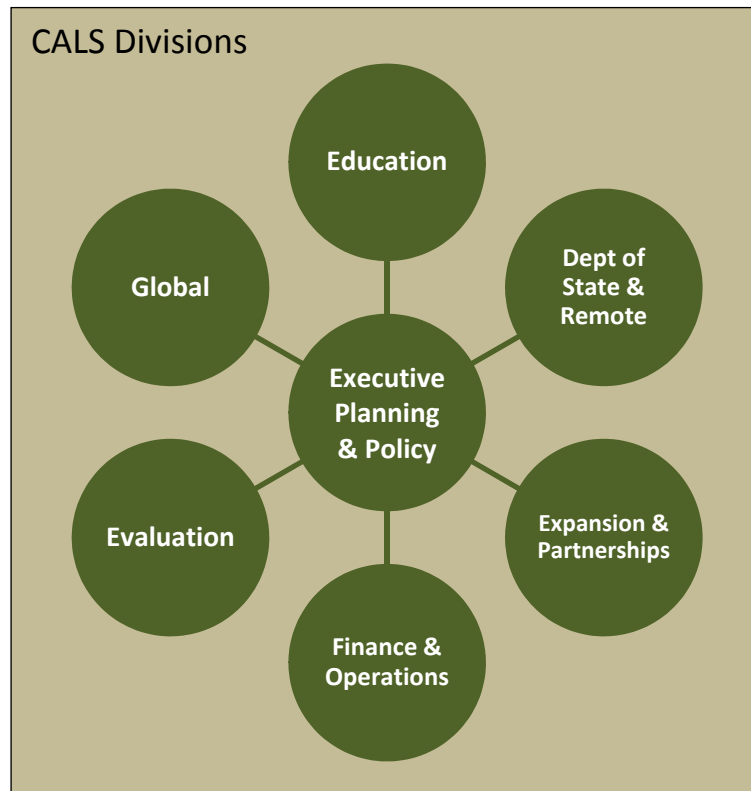 CALS Divisions
Education
Global
Dept of
State &
Remote
Executive
Planning
& Policy
Evaluation
Expansion &
Partnerships
Finance &
Operations